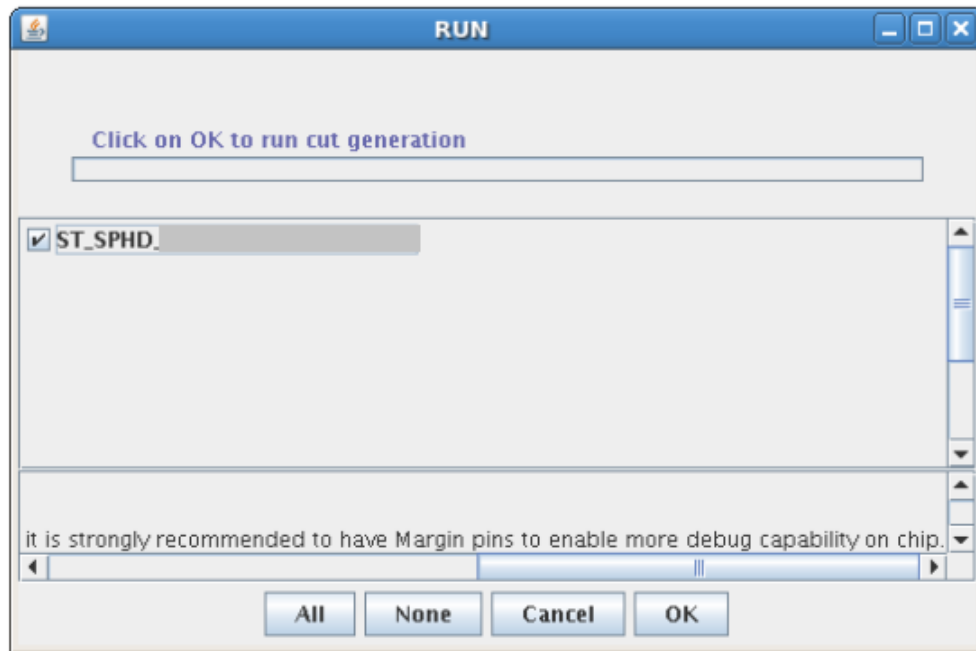 RUN
Click on OK to run cut generation
ST_SPHD_
it is strongly recommended to have Margin pins to enable more debug capability on chip.
All None Cancel OK